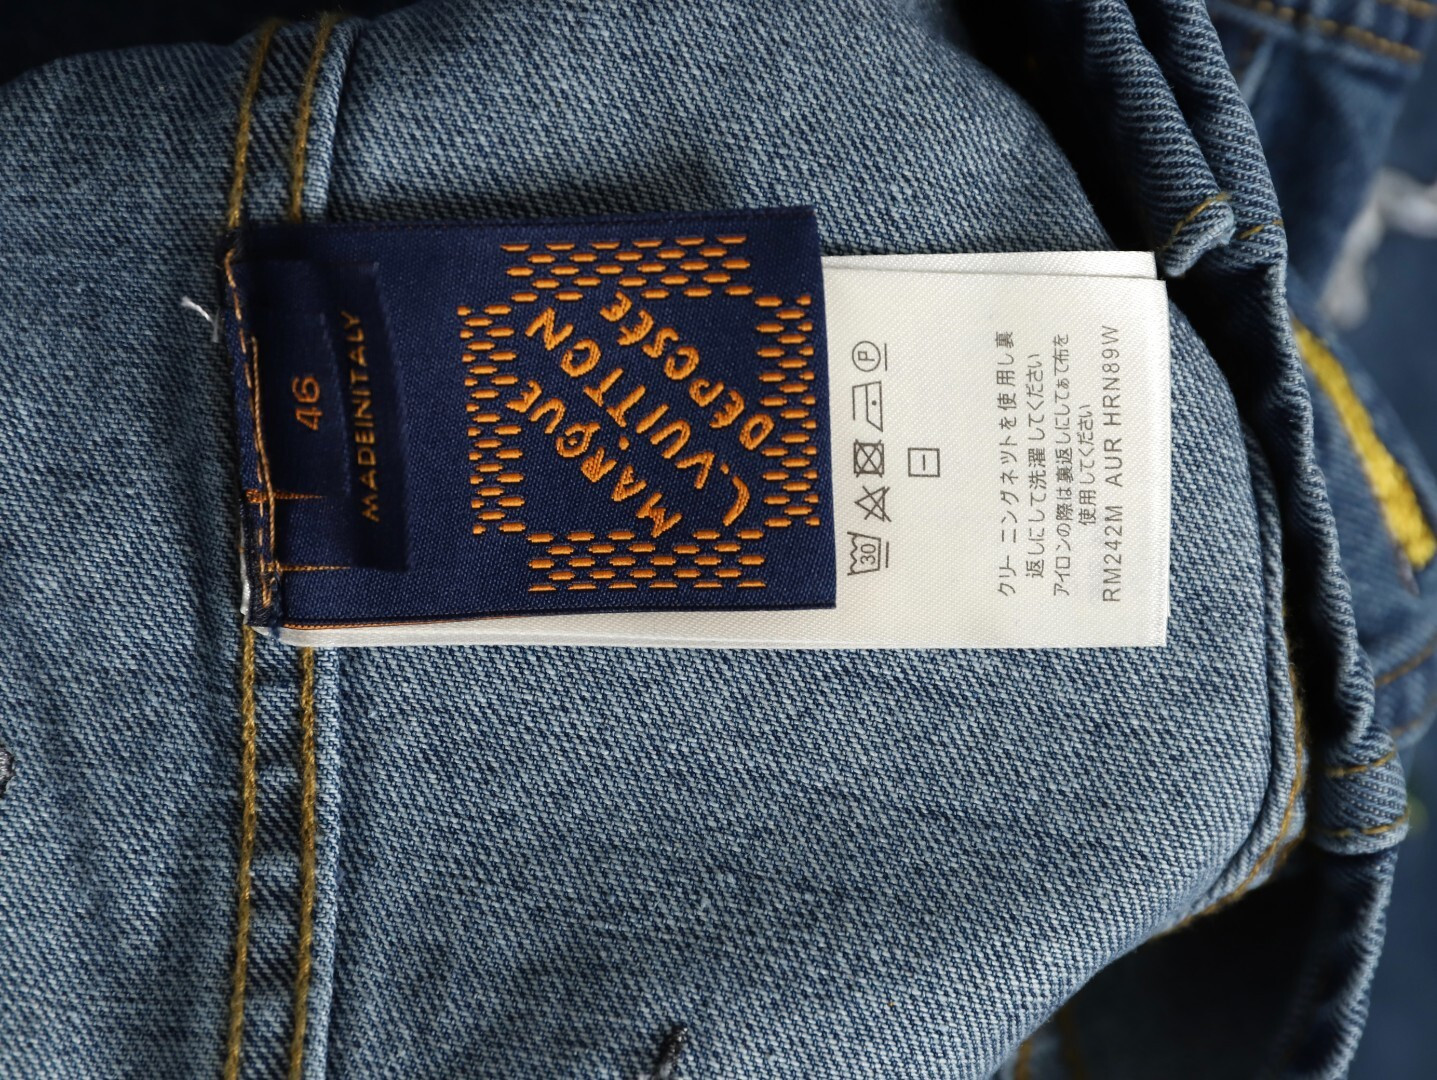 46
MADEINITALY
MARQUE
L.VUITTON
DÉPOSÉE
30
P
クリーニングネットを使用し裏
返しにして洗濯してください
アイロンの際は裏返しにしてあて布を
使用してください
RM242M AUR HRN89W